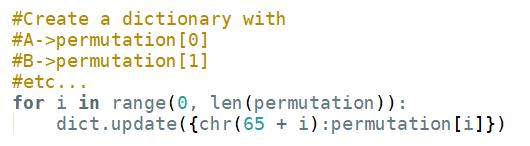 #Create a dictionary with
#A->permutation[0]
#B->permutation[1]
#etc...
for i in range(0, len(permutation)):
    dict.update({chr(65 + i):permutation[i]})